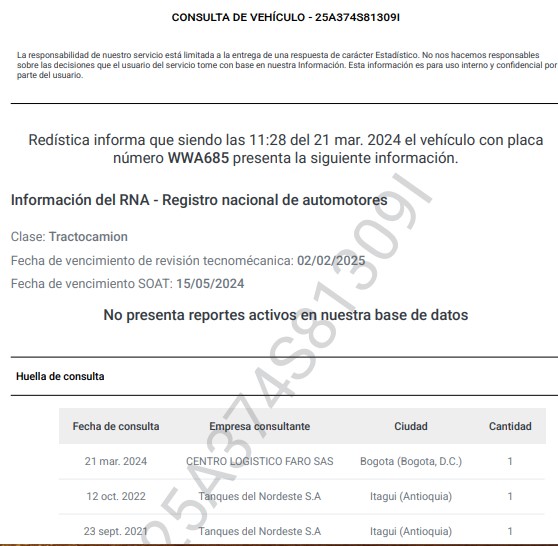 CONSULTA DE VEHÍCULO - 25A374S81309I
La responsabilidad de nuestro servicio está limitada a la entrega de una respuesta de carácter Estadístico. No nos hacemos responsables
sobre las decisiones que el usuario del servicio tome con base en nuestra Información. Esta información es para uso interno y confidencial por
parte del usuario.
Redística informa que siendo las 11:28 del 21 mar. 2024 el vehículo con placa
número WWA685 presenta la siguiente información.
Información del RNA - Registro nacional de automotores
Clase: Tractocamion
Fecha de vencimiento de revisión tecnomécanica: 02/02/2025
Fecha de vencimiento SOAT: 15/05/2024
No presenta reportes activos en nuestra base de datos
Huella de consulta
Fecha de consulta Empresa consultante Ciudad Cantidad
21 mar. 2024 CENTRO LOGISTICO FARO SAS Bogota (Bogota, D.C.) 1
12 oct. 2022 Tanques del Nordeste S.A Itagui (Antioquia) 1
23 sept. 2021 Tanques del Nordeste S.A Itagui (Antioquia) 1
25A374S81309I